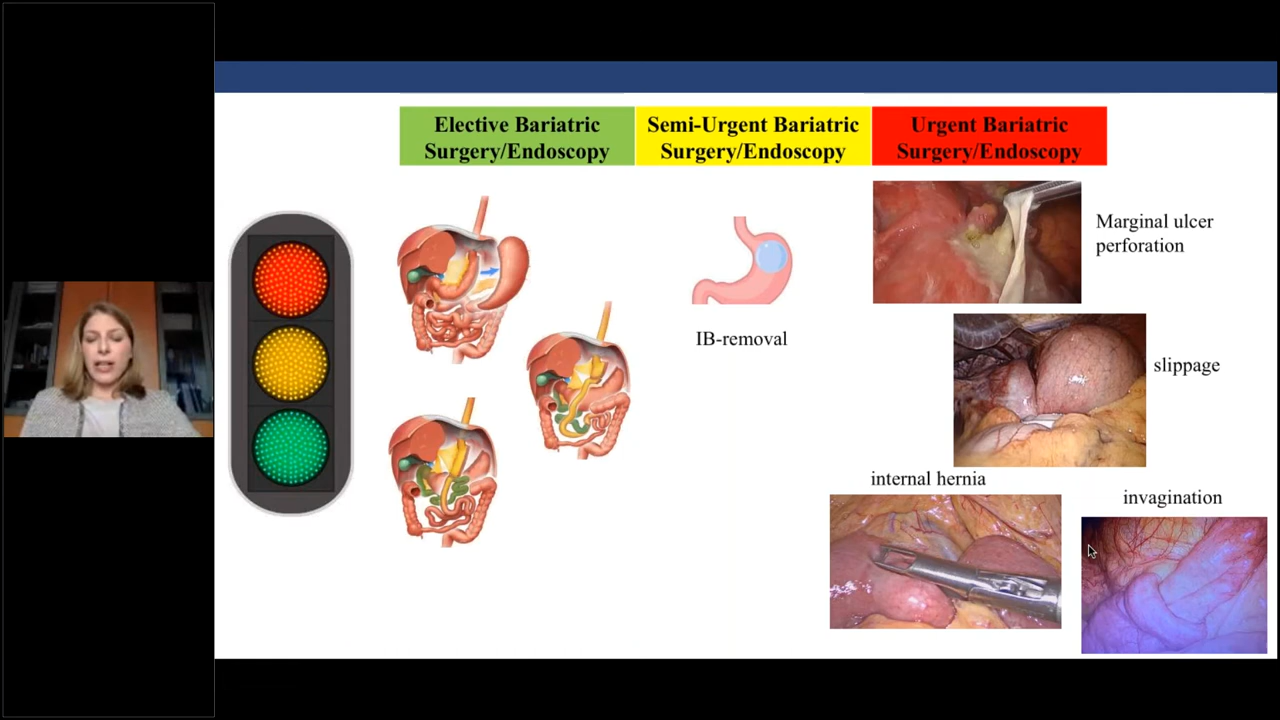 Elective Bariatric
Surgery/Endoscopy
Semi-Urgent Bariatric
Surgery/Endoscopy
Urgent Bariatric
Surgery/Endoscopy
Marginal ulcer
perforation
IB-removal
slippage
internal hernia
invagination